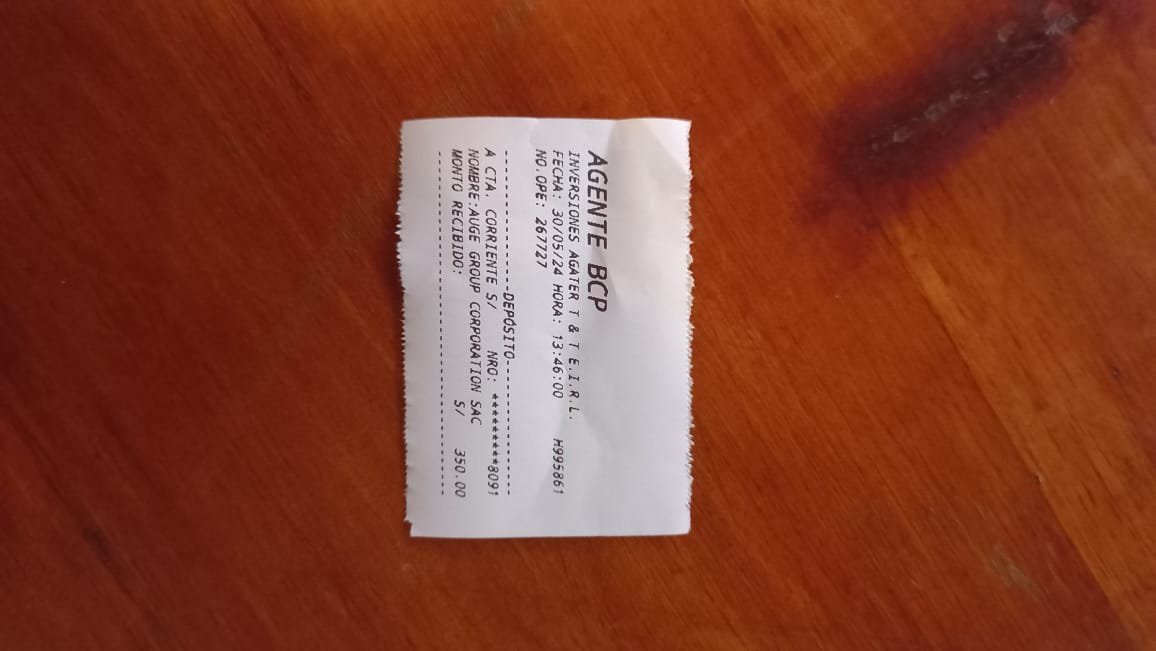 AGENTE BCP
INVERSIONES AGATER T & T E.I.R.L.
FECHA: 30/05/24 HORA: 13:46:00 H995861
NO.OPE: 267727
-----------------DEPÓSITO-----------------
A CTA. CORRIENTE S/ NRO: **********8091
NOMBRE:AUGE GROUP CORPORATION SAC
MONTO RECIBIDO: S/ 350.00
------------------------------------------